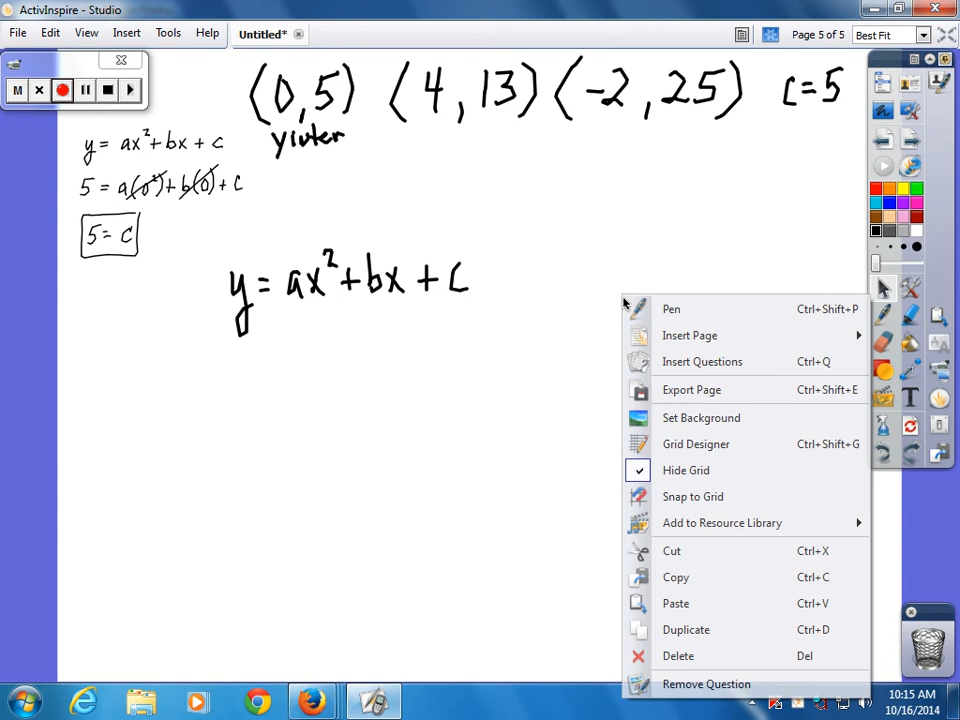 ActivInspire - Studio
File Edit View Insert Tools Help Untitled* Page 5 of 5 Best Fit
M
(0,5) (4,13) (-2,25) c=5
yinter
y = ax²+bx+c
5 = a(0²)+b(0)+c
5 = c
y = ax²+bx+c
Pen Ctrl+Shift+P
Insert Page
Insert Questions Ctrl+Q
Export Page Ctrl+Shift+E
Set Background
Grid Designer Ctrl+Shift+G
Hide Grid
Snap to Grid
Add to Resource Library
Cut Ctrl+X
Copy Ctrl+C
Paste Ctrl+V
Duplicate Ctrl+D
Delete Del
Remove Question
10:15 AM
10/16/2014